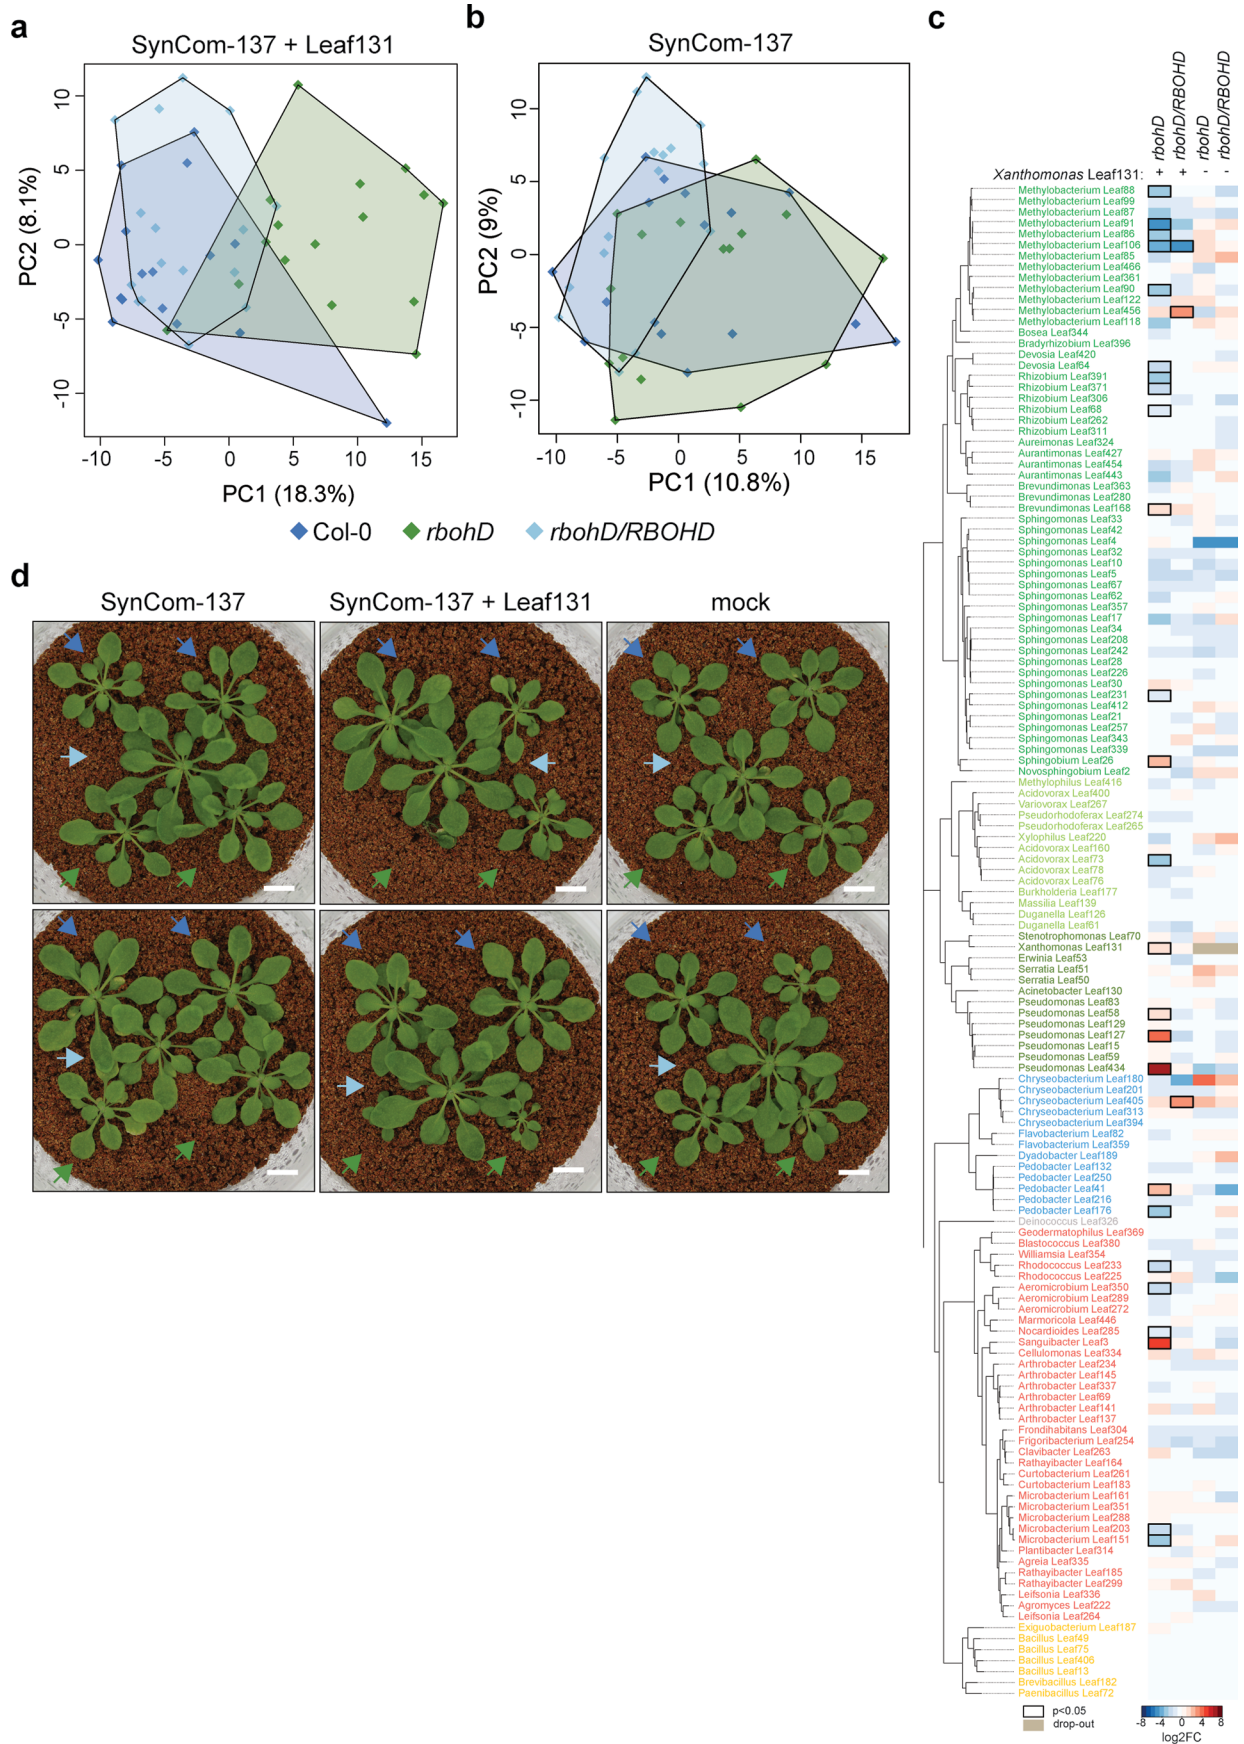 a
SynCom-137 + Leaf131
10
5
0
-5
-10
PC2 (8.1%)
-10
-5
0
5
10
15
PC1 (18.3%)
b
SynCom-137
10
5
0
-5
-10
PC2 (9%)
-10
-5
0
5
10
15
PC1 (10.8%)
Col-0
rbohD
rbohD/RBOHD
c
rbohD
rbohD/RBOHD
rbohD
rbohD/RBOHD
Xanthomonas Leaf131: + + - -
Methylobacterium Leaf88
Methylobacterium Leaf99
Methylobacterium Leaf87
Methylobacterium Leaf91
Methylobacterium Leaf86
Methylobacterium Leaf106
Methylobacterium Leaf85
Methylobacterium Leaf466
Methylobacterium Leaf361
Methylobacterium Leaf90
Methylobacterium Leaf122
Methylobacterium Leaf456
Methylobacterium Leaf118
Bosea Leaf344
Bradyrhizobium Leaf396
Devosia Leaf420
Devosia Leaf64
Rhizobium Leaf391
Rhizobium Leaf371
Rhizobium Leaf306
Rhizobium Leaf68
Rhizobium Leaf262
Rhizobium Leaf311
Aureimonas Leaf324
Aurantimonas Leaf427
Aurantimonas Leaf454
Aurantimonas Leaf443
Brevundimonas Leaf363
Brevundimonas Leaf280
Brevundimonas Leaf168
Sphingomonas Leaf33
Sphingomonas Leaf42
Sphingomonas Leaf4
Sphingomonas Leaf32
Sphingomonas Leaf10
Sphingomonas Leaf5
Sphingomonas Leaf67
Sphingomonas Leaf62
Sphingomonas Leaf357
Sphingomonas Leaf17
Sphingomonas Leaf34
Sphingomonas Leaf208
Sphingomonas Leaf242
Sphingomonas Leaf28
Sphingomonas Leaf226
Sphingomonas Leaf30
Sphingomonas Leaf231
Sphingomonas Leaf412
Sphingomonas Leaf21
Sphingomonas Leaf257
Sphingomonas Leaf343
Sphingomonas Leaf339
Sphingobium Leaf26
Novosphingobium Leaf2
Methylophilus Leaf416
Acidovorax Leaf400
Variovorax Leaf267
Pseudorhodoferax Leaf274
Pseudorhodoferax Leaf265
Xylophilus Leaf220
Acidovorax Leaf160
Acidovorax Leaf73
Acidovorax Leaf78
Acidovorax Leaf76
Burkholderia Leaf177
Massilia Leaf139
Duganella Leaf126
Duganella Leaf61
Stenotrophomonas Leaf70
Xanthomonas Leaf131
Erwinia Leaf53
Serratia Leaf51
Serratia Leaf50
Acinetobacter Leaf130
Pseudomonas Leaf83
Pseudomonas Leaf58
Pseudomonas Leaf129
Pseudomonas Leaf127
Pseudomonas Leaf15
Pseudomonas Leaf59
Pseudomonas Leaf434
Chryseobacterium Leaf180
Chryseobacterium Leaf201
Chryseobacterium Leaf405
Chryseobacterium Leaf313
Chryseobacterium Leaf394
Flavobacterium Leaf82
Flavobacterium Leaf359
Dyadobacter Leaf189
Pedobacter Leaf132
Pedobacter Leaf250
Pedobacter Leaf41
Pedobacter Leaf216
Pedobacter Leaf176
Deinococcus Leaf326
Geodermatophilus Leaf369
Blastococcus Leaf380
Williamsia Leaf354
Rhodococcus Leaf233
Rhodococcus Leaf225
Aeromicrobium Leaf350
Aeromicrobium Leaf289
Aeromicrobium Leaf272
Marmoricola Leaf446
Nocardioides Leaf285
Sanguibacter Leaf3
Cellulomonas Leaf334
Arthrobacter Leaf234
Arthrobacter Leaf145
Arthrobacter Leaf337
Arthrobacter Leaf69
Arthrobacter Leaf141
Arthrobacter Leaf137
Frondihabitans Leaf304
Frigoribacterium Leaf254
Clavibacter Leaf263
Rathayibacter Leaf164
Curtobacterium Leaf261
Curtobacterium Leaf183
Microbacterium Leaf161
Microbacterium Leaf351
Microbacterium Leaf288
Microbacterium Leaf203
Microbacterium Leaf151
Plantibacter Leaf314
Agreia Leaf335
Rathayibacter Leaf185
Rathayibacter Leaf299
Leifsonia Leaf336
Agromyces Leaf222
Leifsonia Leaf264
Exiguobacterium Leaf187
Bacillus Leaf49
Bacillus Leaf75
Bacillus Leaf406
Bacillus Leaf13
Brevibacillus Leaf182
Paenibacillus Leaf72
p<0.05
drop-out
-8 -4 0 4 8
log2FC
d
SynCom-137
SynCom-137 + Leaf131
mock